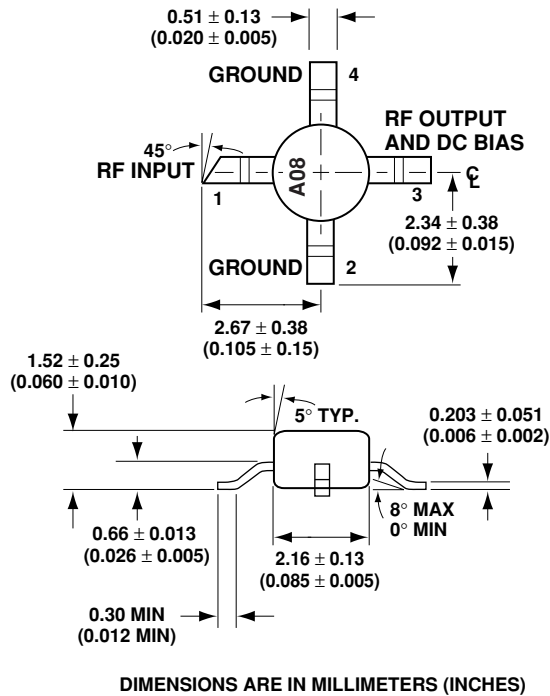 0.51 ± 0.13
(0.020 ± 0.005)
GROUND
4
RF OUTPUT
AND DC BIAS
45°
RF INPUT
A08
1
3
C
L
2.34 ± 0.38
(0.092 ± 0.015)
GROUND
2
2.67 ± 0.38
(0.105 ± 0.15)
1.52 ± 0.25
(0.060 ± 0.010)
5° TYP.
0.203 ± 0.051
(0.006 ± 0.002)
8° MAX
0° MIN
0.66 ± 0.013
(0.026 ± 0.005)
2.16 ± 0.13
(0.085 ± 0.005)
0.30 MIN
(0.012 MIN)
DIMENSIONS ARE IN MILLIMETERS (INCHES)